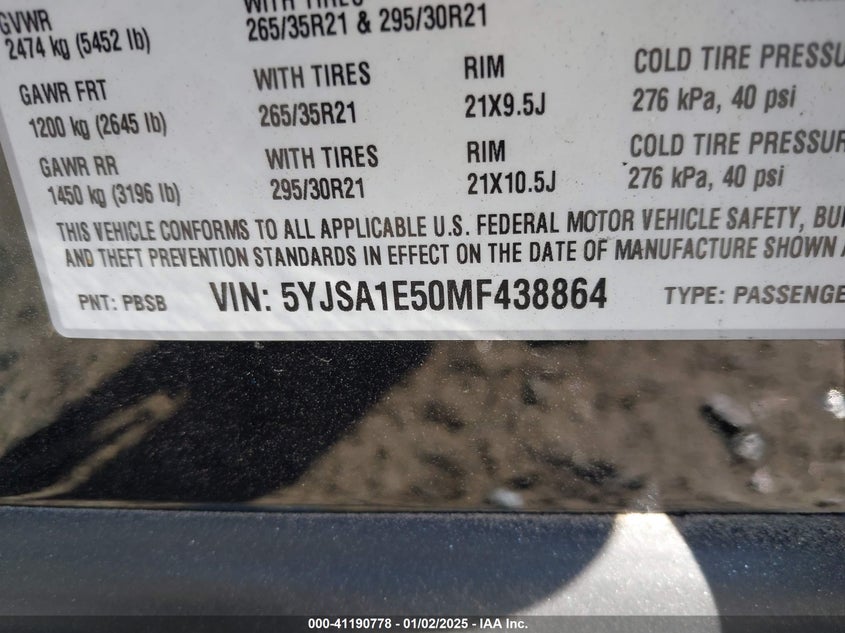 GVWR WITH TIRES
2474 kg (5452 lb) 265/35R21 & 295/30R21
GAWR FRT WITH TIRES RIM COLD TIRE PRESSU
1200 kg (2645 lb) 265/35R21 21X9.5J 276 kPa, 40 psi
GAWR RR WITH TIRES RIM COLD TIRE PRESSUR
1450 kg (3196 lb) 295/30R21 21X10.5J 276 kPa, 40 psi
THIS VEHICLE CONFORMS TO ALL APPLICABLE U.S. FEDERAL MOTOR VEHICLE SAFETY, BU
AND THEFT PREVENTION STANDARDS IN EFFECT ON THE DATE OF MANUFACTURE SHOWN A
PNT: PBSB VIN: 5YJSA1E50MF438864 TYPE: PASSENGE
000-41190778 - 01/02/2025 - IAA Inc.